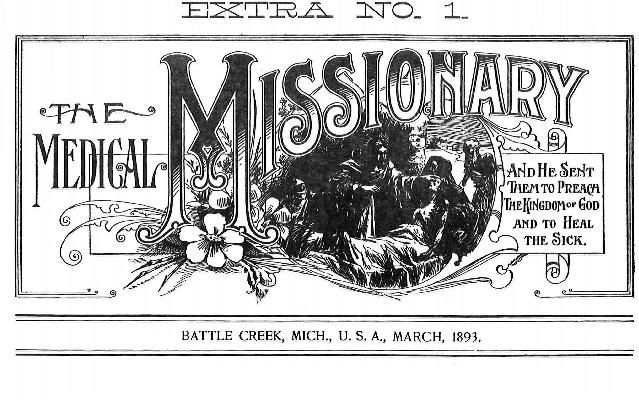 EXTRA NO. 1.
THE
MEDICAL
MISSIONARY
AND HE SENT
THEM TO PREACH
THE KINGDOM OF GOD
AND TO HEAL
THE SICK.
BATTLE CREEK, MICH., U. S. A., MARCH, 1893.